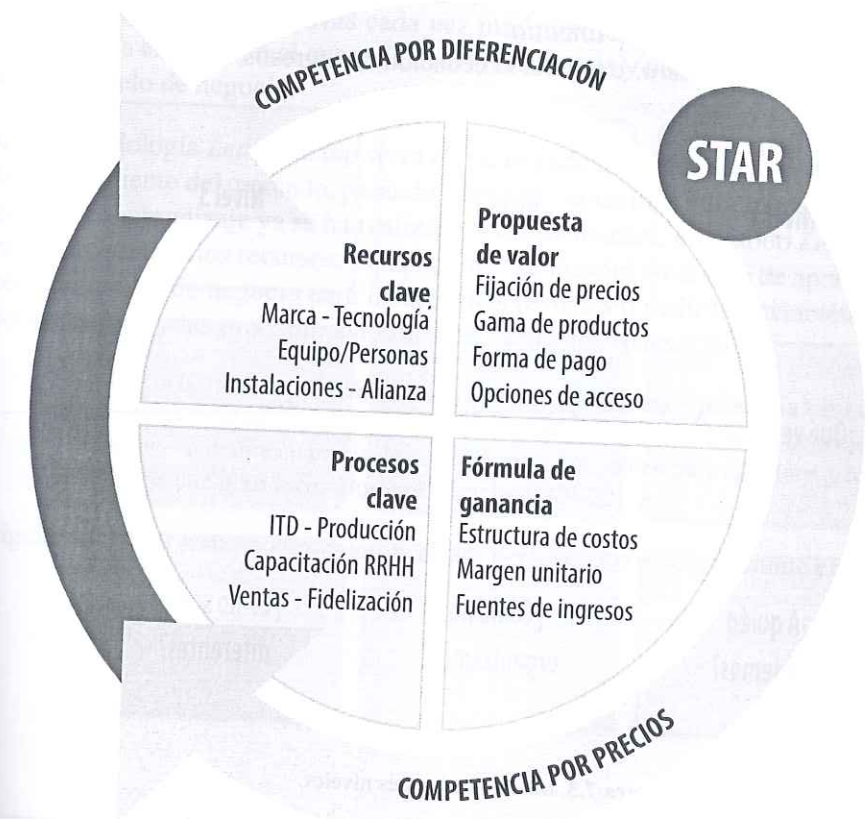 COMPETENCIA POR DIFERENCIACIÓN
STAR
Recursos
clave
Marca - Tecnología
Equipo/Personas
Instalaciones - Alianza
Propuesta
de valor
Fijación de precios
Gama de productos
Forma de pago
Opciones de acceso
Procesos
clave
ITD - Producción
Capacitación RRHH
Ventas - Fidelización
Fórmula de
ganancia
Estructura de costos
Margen unitario
Fuentes de ingresos
COMPETENCIA POR PRECIOS